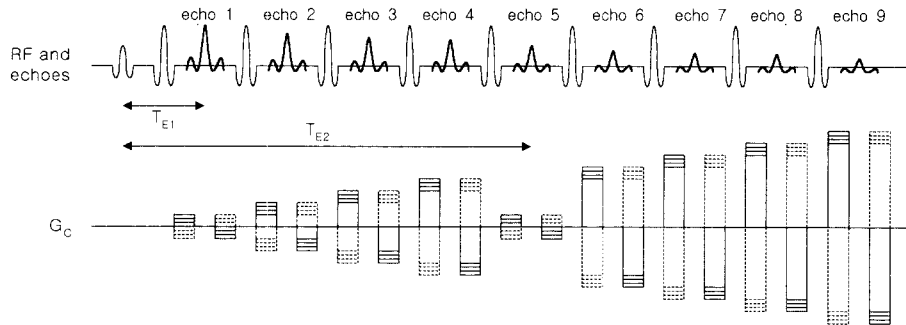 echo 1 echo 2 echo 3 echo 4 echo 5 echo 6 echo 7 echo 8 echo 9
RF and
echoes
TE1
TE2
GC